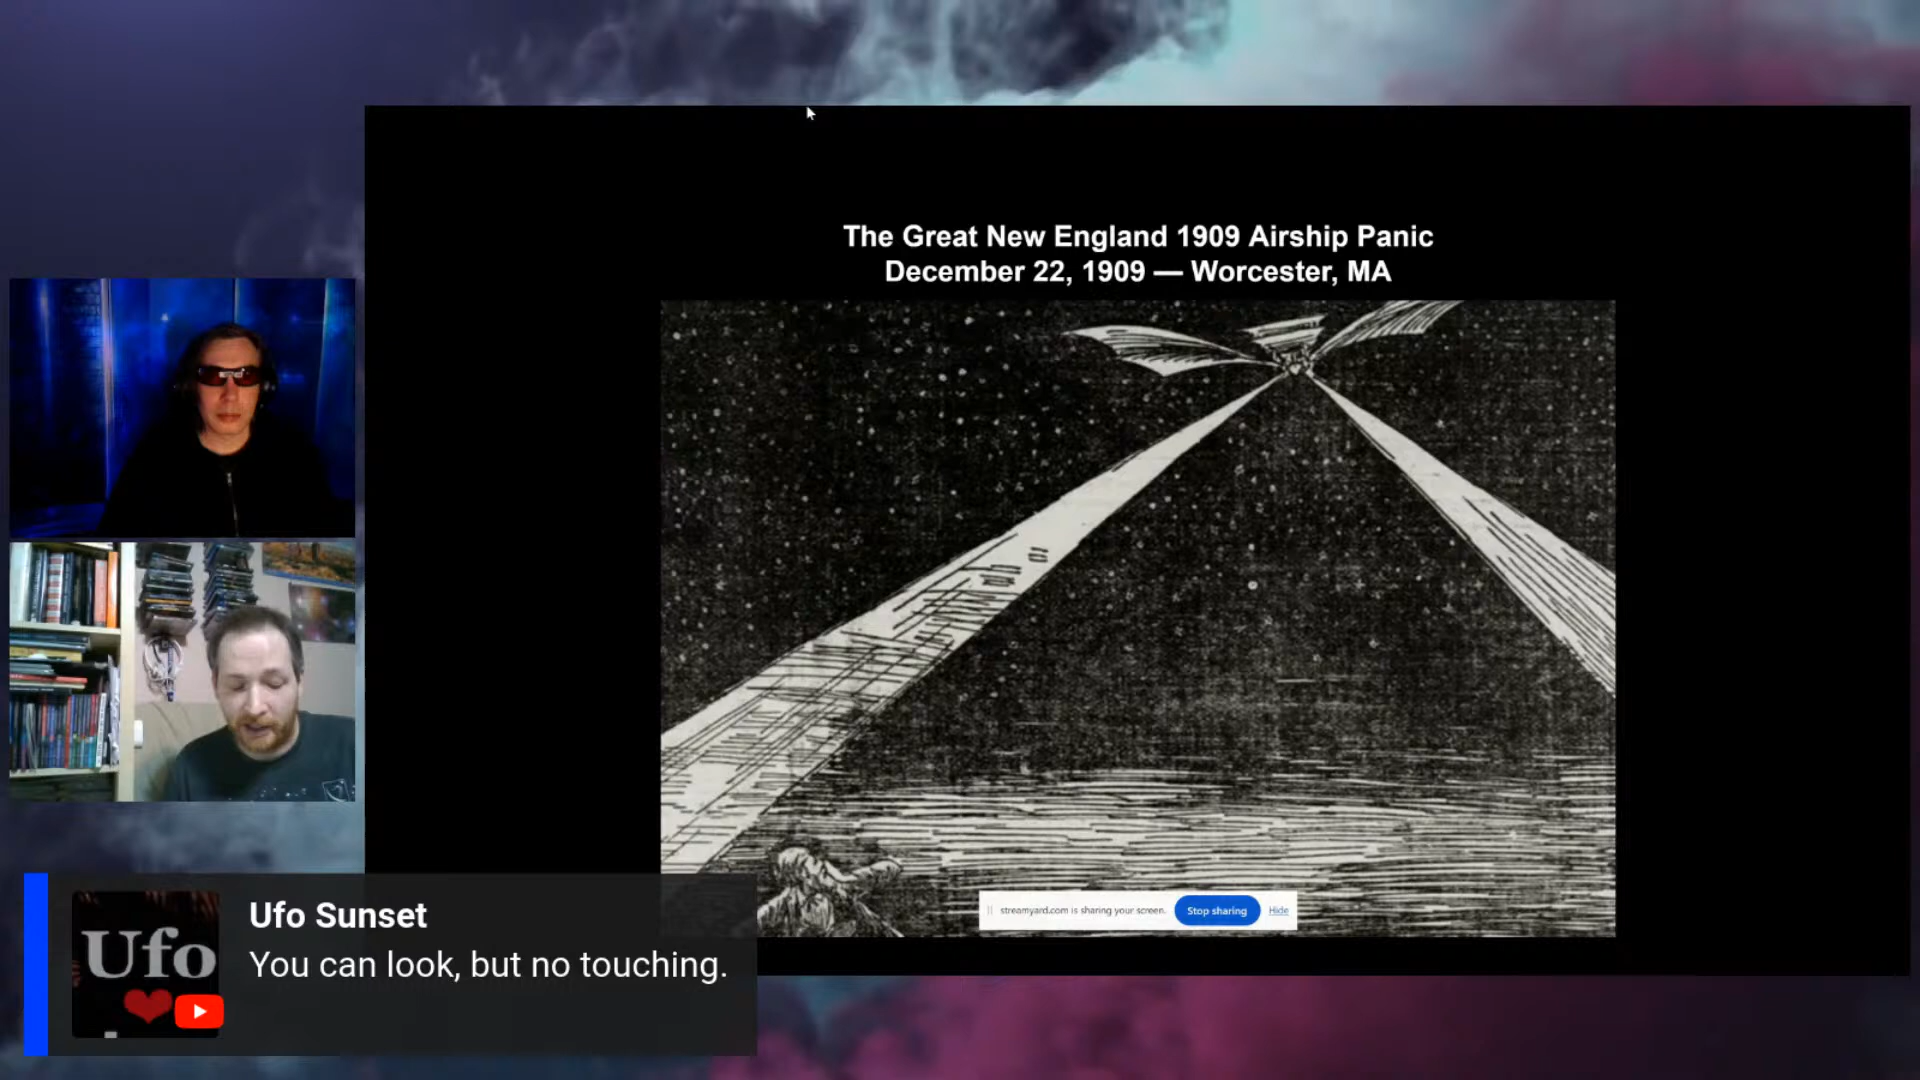 The Great New England 1909 Airship Panic
December 22, 1909 — Worcester, MA
streamyard.com is sharing your screen.
Stop sharing
Hide
Ufo
Ufo Sunset
You can look, but no touching.